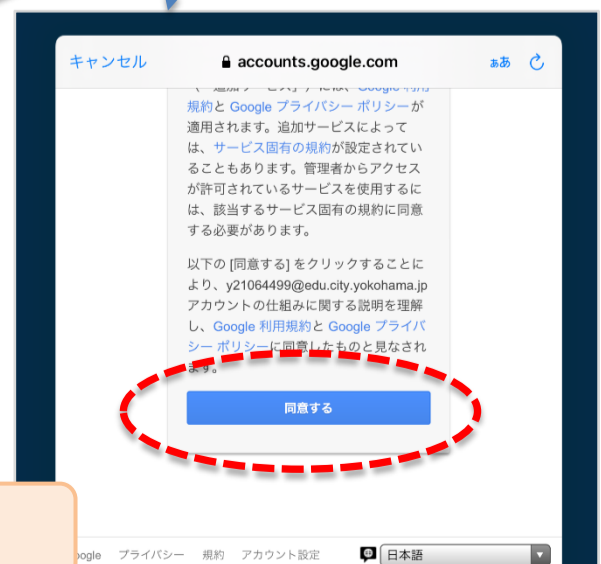 キャンセル accounts.google.com ぁあ
（「追加サービス」）には、Google 利用
規約と Google プライバシー ポリシーが
適用されます。追加サービスによって
は、サービス固有の規約が設定されてい
ることもあります。管理者からアクセス
が許可されているサービスを使用するに
は、該当するサービス固有の規約に同意
する必要があります。
以下の [同意する] をクリックすることに
より、y21064499@edu.city.yokohama.jp
アカウントの仕組みに関する説明を理解
し、Google 利用規約と Google プライバ
シー ポリシーに同意したものと見なされ
ます。
同意する
oogle プライバシー 規約 アカウント設定 日本語